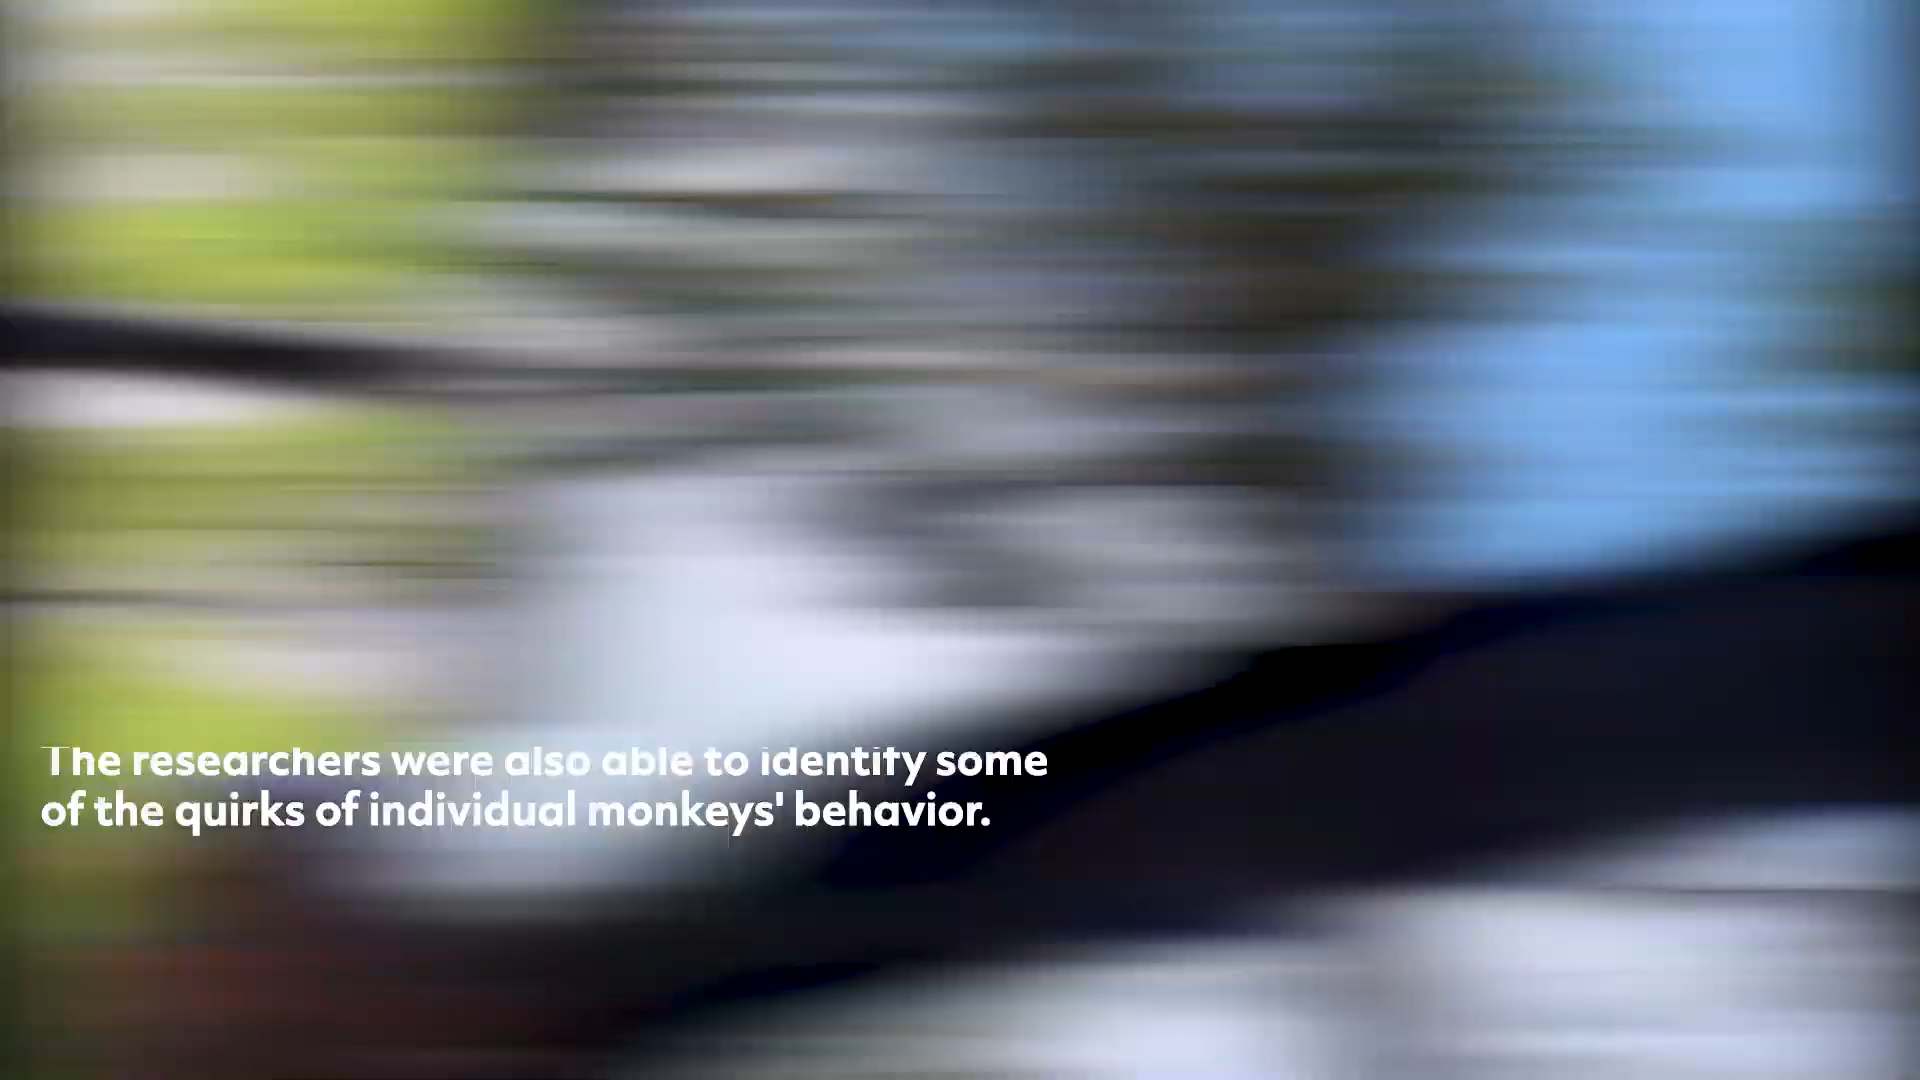 The researchers were also able to identify some
of the quirks of individual monkeys' behavior.